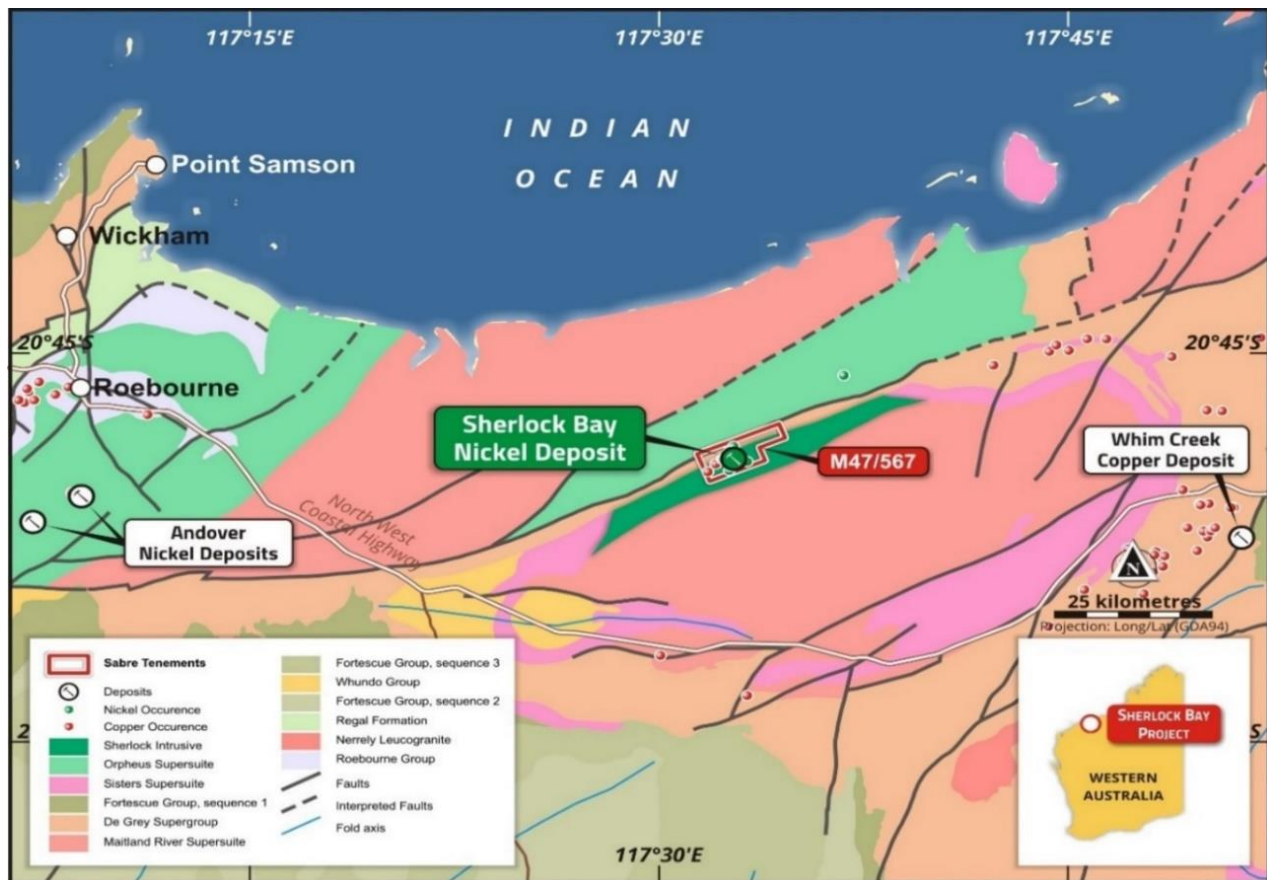 117°15'E
117°30'E
117°45'E
INDIAN
OCEAN
Point Samson
Wickham
20°45'S
20°45'S
Roebourne
Sherlock Bay
Nickel Deposit
M47/567
Whim Creek
Copper Deposit
Andover
Nickel Deposits
North West
Coastal Highway
N
25 kilometres
Projection: Long/Lat (GDA94)
Sabre Tenements
Deposits
Nickel Occurence
Copper Occurence
Sherlock Intrusive
Orpheus Supersuite
Sisters Supersuite
Fortescue Group, sequence 1
De Grey Supergroup
Maitland River Supersuite
Fortescue Group, sequence 3
Whundo Group
Fortescue Group, sequence 2
Regal Formation
Nerrely Leucogranite
Roebourne Group
Faults
Interpreted Faults
Fold axis
117°30'E
SHERLOCK BAY
PROJECT
WESTERN
AUSTRALIA